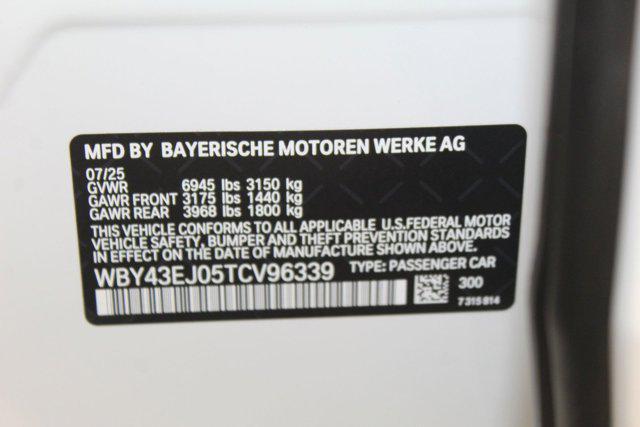 MFD BY BAYERISCHE MOTOREN WERKE AG
07/25
GVWR 6945 lbs 3150 kg
GAWR FRONT 3175 lbs 1440 kg
GAWR REAR 3968 lbs 1800 kg
THIS VEHICLE CONFORMS TO ALL APPLICABLE U.S.FEDERAL MOTOR
VEHICLE SAFETY, BUMPER AND THEFT PREVENTION STANDARDS
IN EFFECT ON THE DATE OF MANUFACTURE SHOWN ABOVE.
WBY43EJ05TCV96339 TYPE: PASSENGER CAR
300
7315914